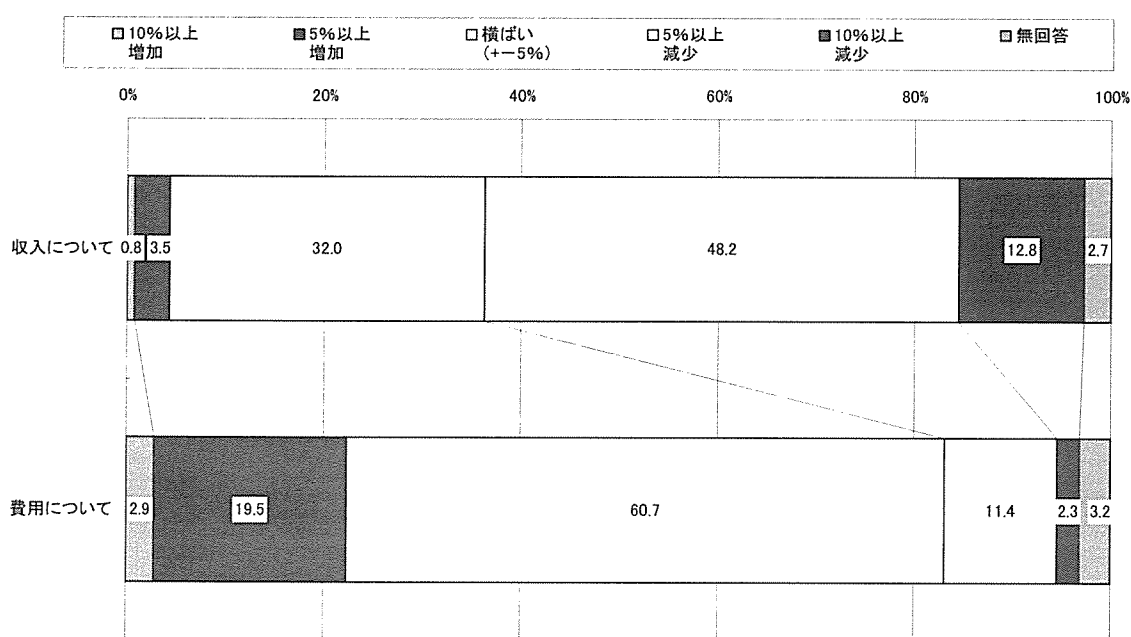 10%以上 5%以上 横ばい 5%以上 10%以上 無回答
増加 増加 (+−5%) 減少 減少
0% 20% 40% 60% 80% 100%
収入について 0.8 3.5 32.0 48.2 12.8 2.7
費用について 2.9 19.5 60.7 11.4 2.3 3.2